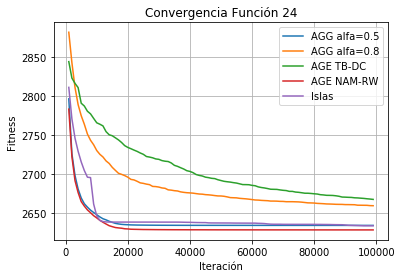 Convergencia Función 24
Fitness
2850
2800
2750
2700
2650
0
20000
40000
60000
80000
100000
Iteración
AGG alfa=0.5
AGG alfa=0.8
AGE TB-DC
AGE NAM-RW
Islas